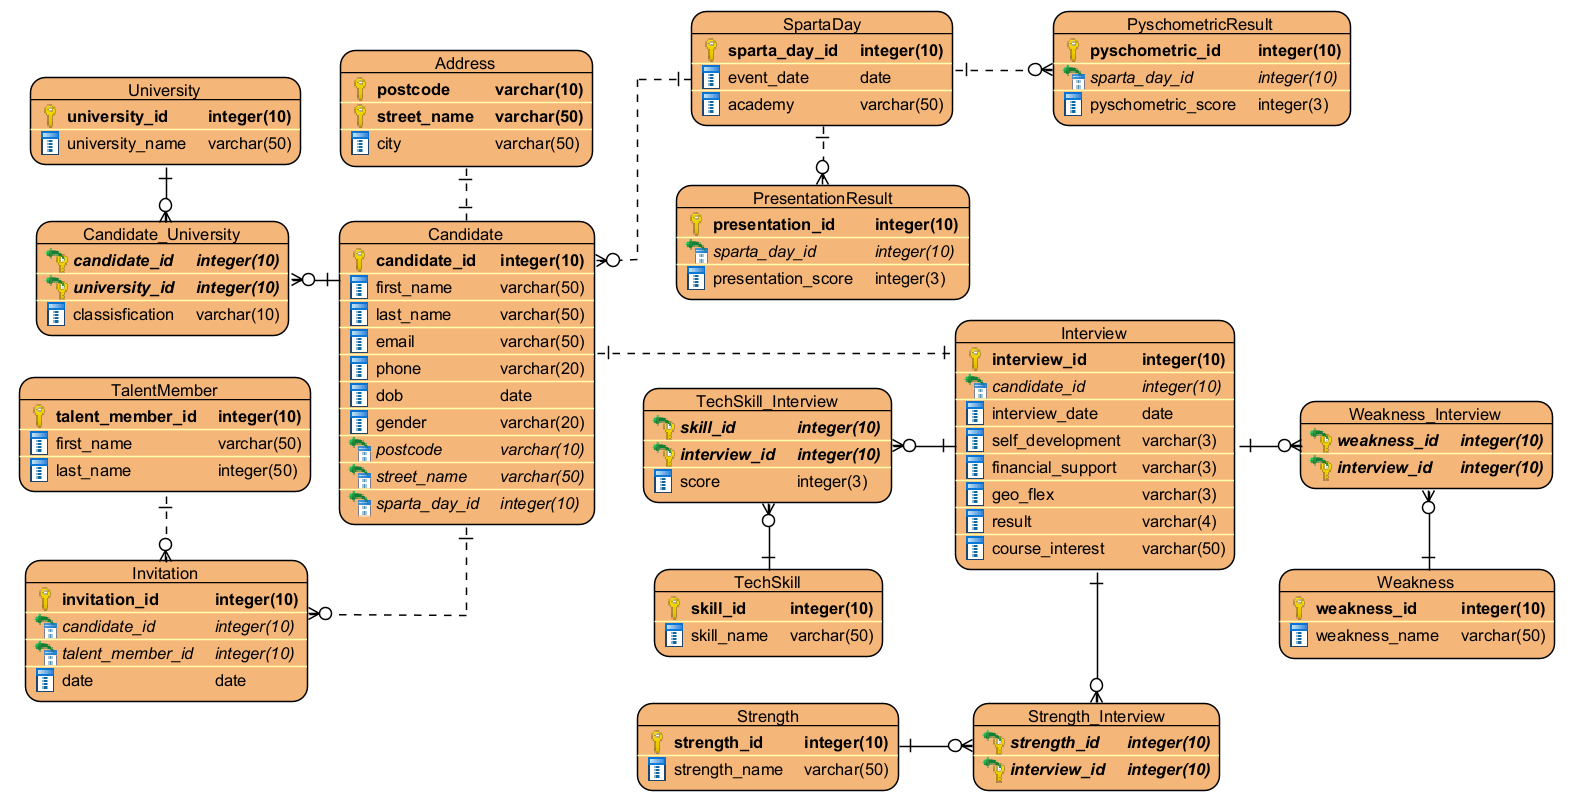 University
university_id integer(10)
university_name varchar(50)
Address
postcode varchar(10)
street_name varchar(50)
city varchar(50)
SpartaDay
sparta_day_id integer(10)
event_date date
academy varchar(50)
PyschometricResult
pyschometric_id integer(10)
sparta_day_id integer(10)
pyschometric_score integer(3)
Candidate_University
candidate_id integer(10)
university_id integer(10)
classisfication varchar(10)
Candidate
candidate_id integer(10)
first_name varchar(50)
last_name varchar(50)
email varchar(50)
phone varchar(20)
dob date
gender varchar(20)
postcode varchar(10)
street_name varchar(50)
sparta_day_id integer(10)
PresentationResult
presentation_id integer(10)
sparta_day_id integer(10)
presentation_score integer(3)
TalentMember
talent_member_id integer(10)
first_name varchar(50)
last_name integer(50)
TechSkill_Interview
skill_id integer(10)
interview_id integer(10)
score integer(3)
Interview
interview_id integer(10)
candidate_id integer(10)
interview_date date
self_development varchar(3)
financial_support varchar(3)
geo_flex varchar(3)
result varchar(4)
course_interest varchar(50)
Weakness_Interview
weakness_id integer(10)
interview_id integer(10)
Invitation
invitation_id integer(10)
candidate_id integer(10)
talent_member_id integer(10)
date date
TechSkill
skill_id integer(10)
skill_name varchar(50)
Weakness
weakness_id integer(10)
weakness_name varchar(50)
Strength
strength_id integer(10)
strength_name varchar(50)
Strength_Interview
strength_id integer(10)
interview_id integer(10)